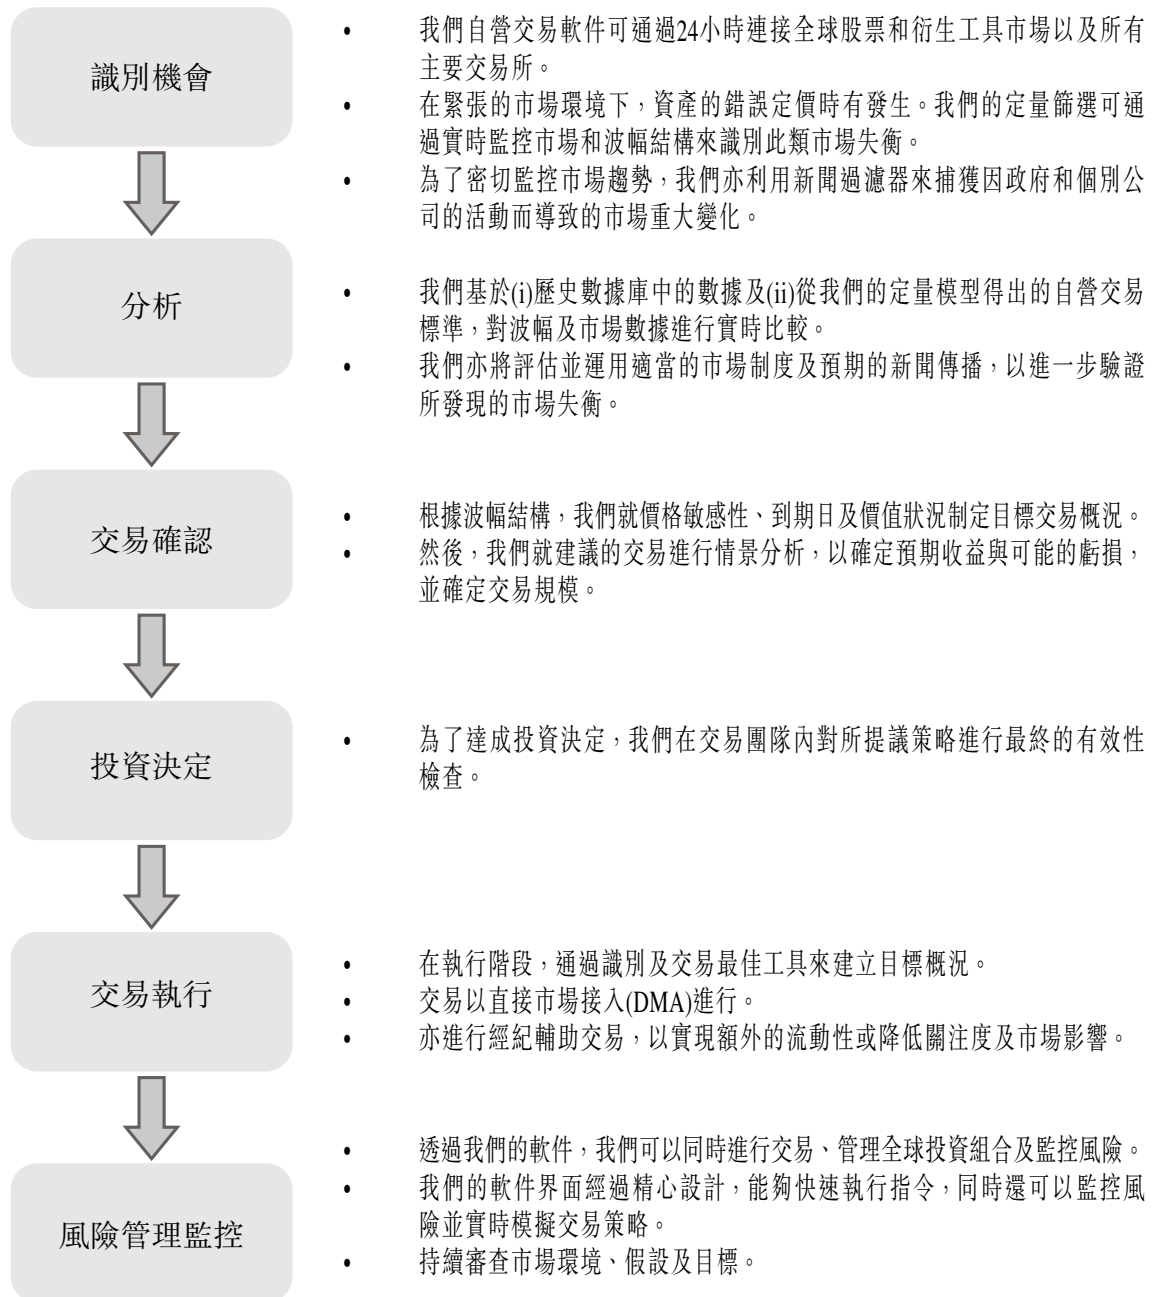 識別機會
• 我們自營交易軟件可通過24小時連接全球股票和衍生工具市場以及所有
主要交易所。
• 在緊張的市場環境下，資產的錯誤定價時有發生。我們的定量篩選可通
過實時監控市場和波幅結構來識別此類市場失衡。
• 為了密切監控市場趨勢，我們亦利用新聞過濾器來捕獲因政府和個別公
司的活動而導致的市場重大變化。
分析
• 我們基於(i)歷史數據庫中的數據及(ii)從我們的定量模型得出的自營交易
標準，對波幅及市場數據進行實時比較。
• 我們亦將評估並運用適當的市場制度及預期的新聞傳播，以進一步驗證
所發現的市場失衡。
交易確認
• 根據波幅結構，我們就價格敏感性、到期日及價值狀況制定目標交易概況。
• 然後，我們就建議的交易進行情景分析，以確定預期收益與可能的虧損，
並確定交易規模。
投資決定
• 為了達成投資決定，我們在交易團隊內對所提議策略進行最終的有效性
檢查。
交易執行
• 在執行階段，通過識別及交易最佳工具來建立目標概況。
• 交易以直接市場接入(DMA)進行。
• 亦進行經紀輔助交易，以實現額外的流動性或降低關注度及市場影響。
風險管理監控
• 透過我們的軟件，我們可以同時進行交易、管理全球投資組合及監控風險。
• 我們的軟件界面經過精心設計，能夠快速執行指令，同時還可以監控風
險並實時模擬交易策略。
• 持續審查市場環境、假設及目標。